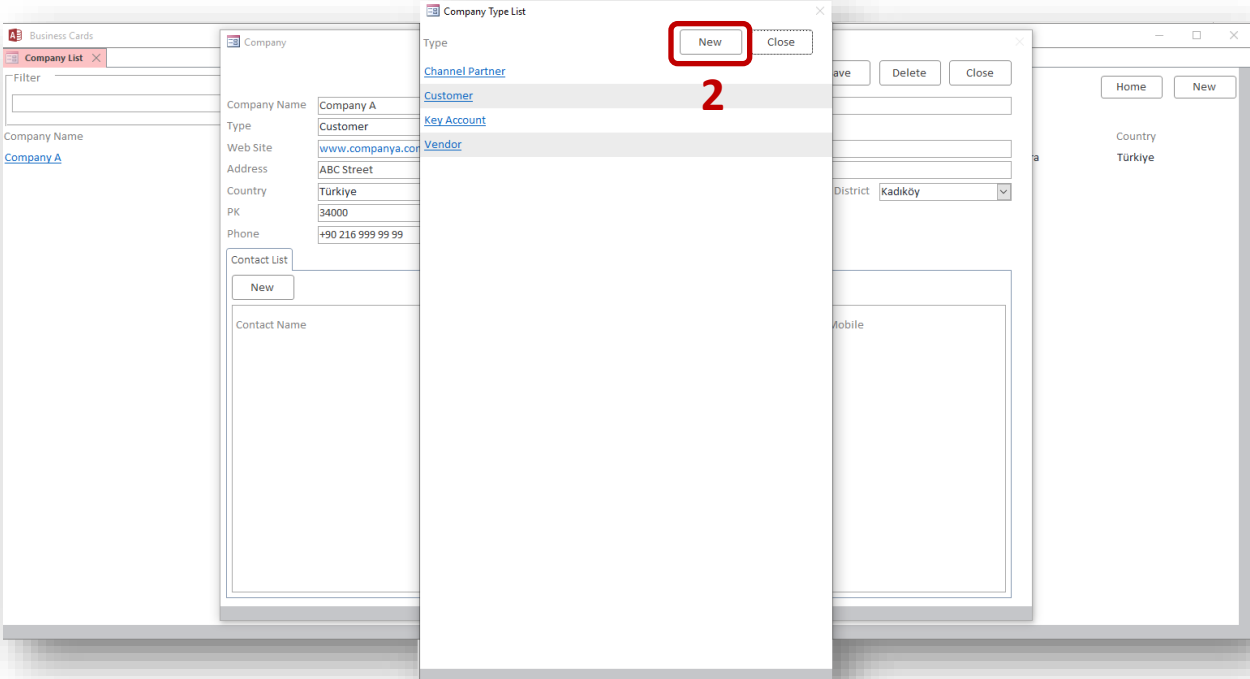 Company Type List
Business Cards
Company
Type
New
Close
Company List
Filter
Channel Partner
Delete
Close
Home
New
2
Customer
Company Name
Company A
Type
Customer
Key Account
Company Name
Country
Web Site
www.companya.com
Vendor
Company A
Türkiye
Address
ABC Street
Country
Türkiye
District
Kadıköy
PK
34000
Phone
+90 216 999 99 99
Contact List
New
Contact Name
Mobile